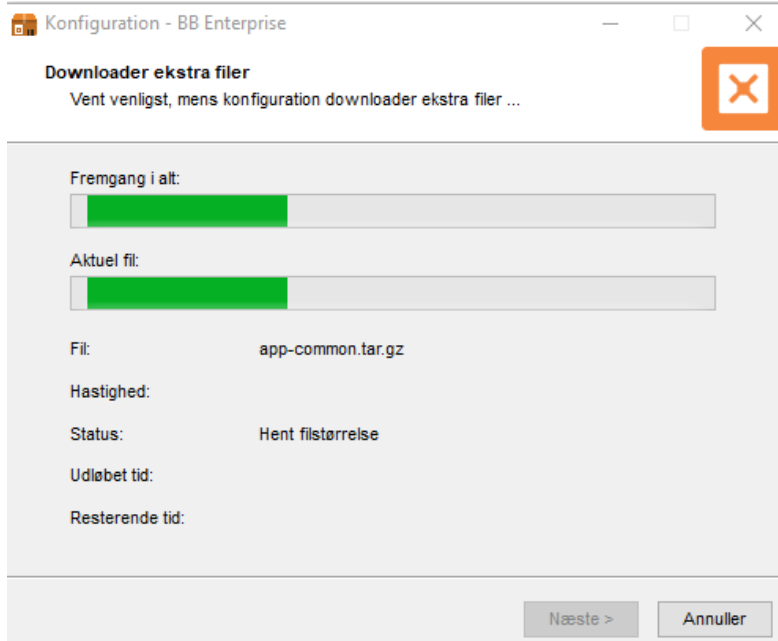 Konfiguration - BB Enterprise
Downloader ekstra filer
Vent venligst, mens konfiguration downloader ekstra filer ...
Fremgang i alt:
Aktuel fil:
Fil: app-common.tar.gz
Hastighed:
Status: Hent filstørrelse
Udløbet tid:
Resterende tid:
Næste > Annuller